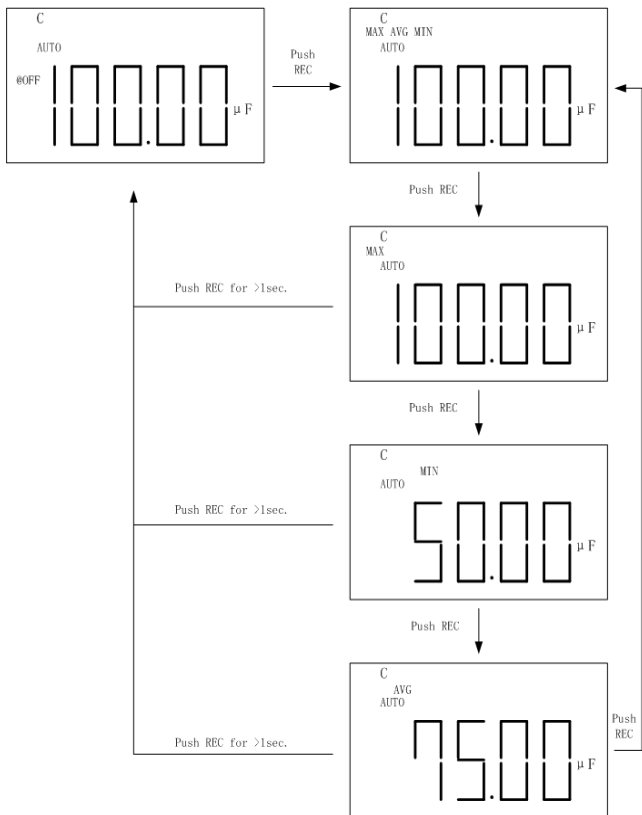 C
AUTO
@OFF
100.00 μF
Push
REC
C
MAX AVG MIN
AUTO
100.00 μF
Push REC
C
MAX
AUTO
100.00 μF
Push REC for >1sec.
Push REC
C
MIN
AUTO
50.00 μF
Push REC for >1sec.
Push REC
C
AVG
AUTO
75.00 μF
Push REC for >1sec.
Push
REC